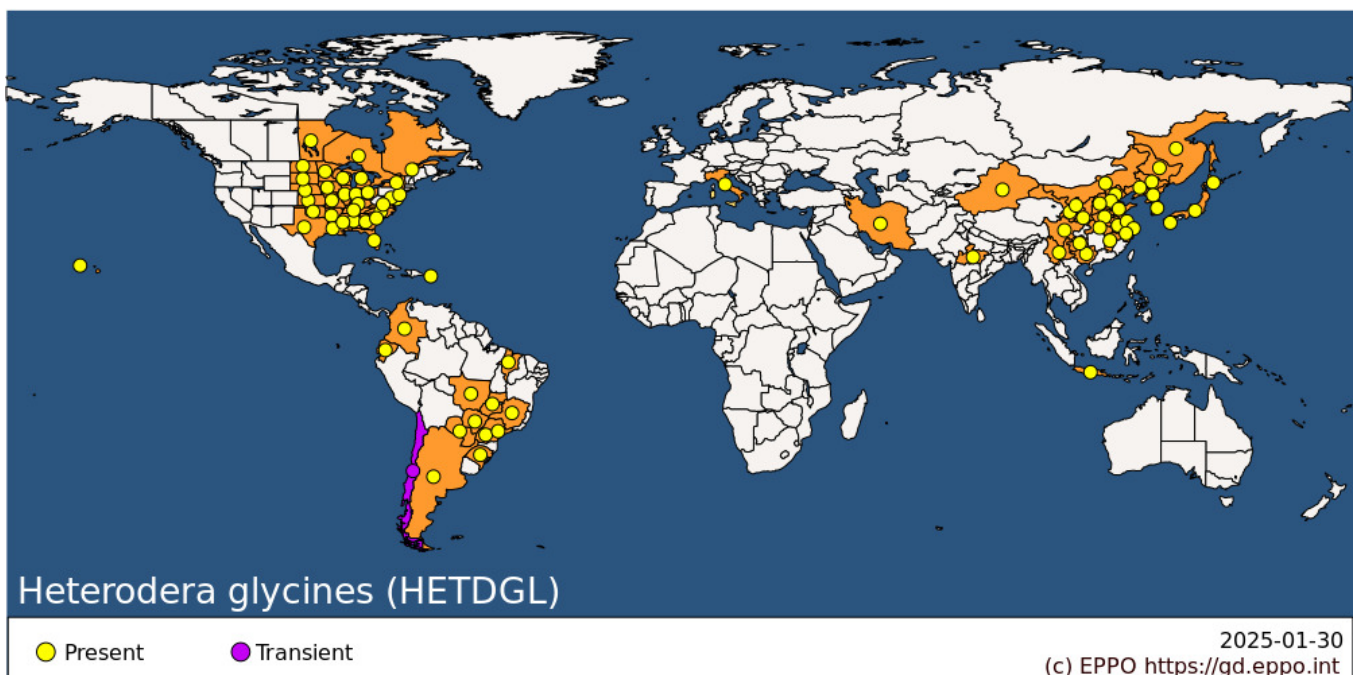 Heterodera glycines (HETDGL)
Present
Transient
2025-01-30
(c) EPPO https://gd.eppo.int